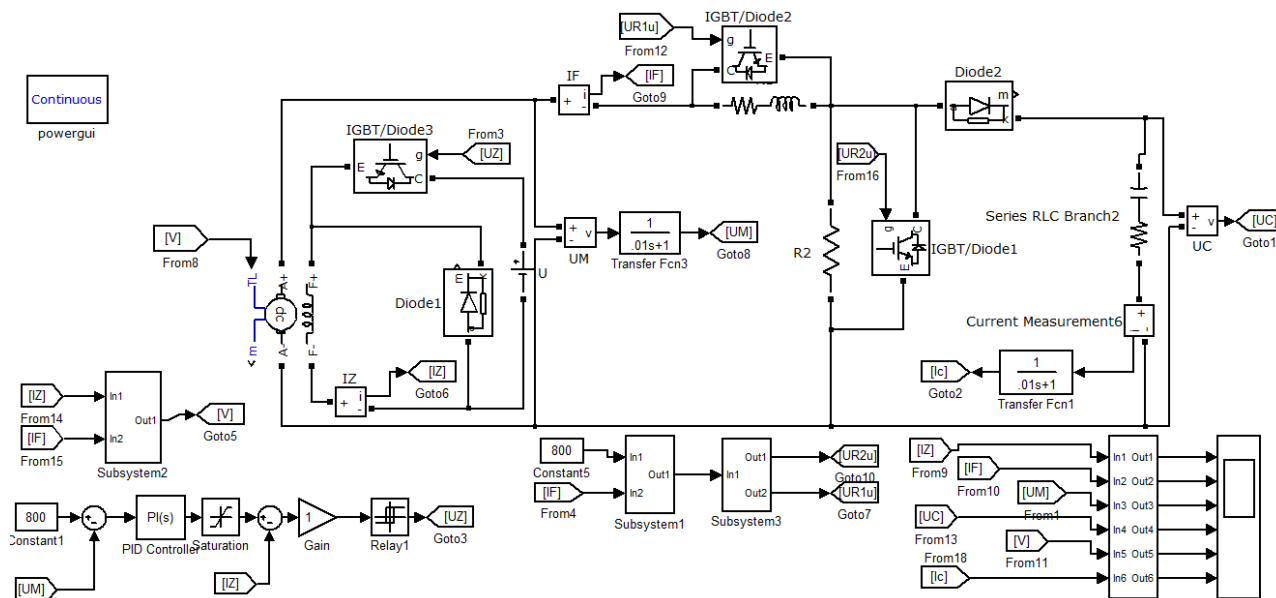 IGBT/Diode2
[UR1u]
From12
g
C
E
IF
+
-
i
[IF]
Goto9
Diode2
m
a
k
Continuous
powergui
IGBT/Diode3
From3
[UZ]
g
E
C
[UR2u]
From16
g
C
E
IGBT/Diode1
R2
Series RLC Branch2
+
-
v
UC
[UC]
Goto1
[V]
From8
TL
m
A+
A-
dc
F+
F-
Diode1
m
k
a
U
+
-
v
UM
1
.01s+1
Transfer Fcn3
[UM]
Goto8
Current Measurement6
+
-
i
[Ic]
Goto2
1
.01s+1
Transfer Fcn1
IZ
+
-
i
[IZ]
Goto6
[IZ]
From14
[IF]
From15
In1
In2
Out1
Subsystem2
[V]
Goto5
800
Constant5
[IF]
From4
In1
In2
Out1
Subsystem1
In1
Out1
Out2
Subsystem3
[UR2u]
Goto10
[UR1u]
Goto7
[IZ]
From9
[IF]
From10
[UM]
From1
[UC]
From13
From18
[V]
From11
[Ic]
In1 Out1
In2 Out2
In3 Out3
In4 Out4
In5 Out5
In6 Out6
800
Constant1
[UM]
PI(s)
PID Controller
Saturation
[IZ]
1
Gain
Relay1
[UZ]
Goto3